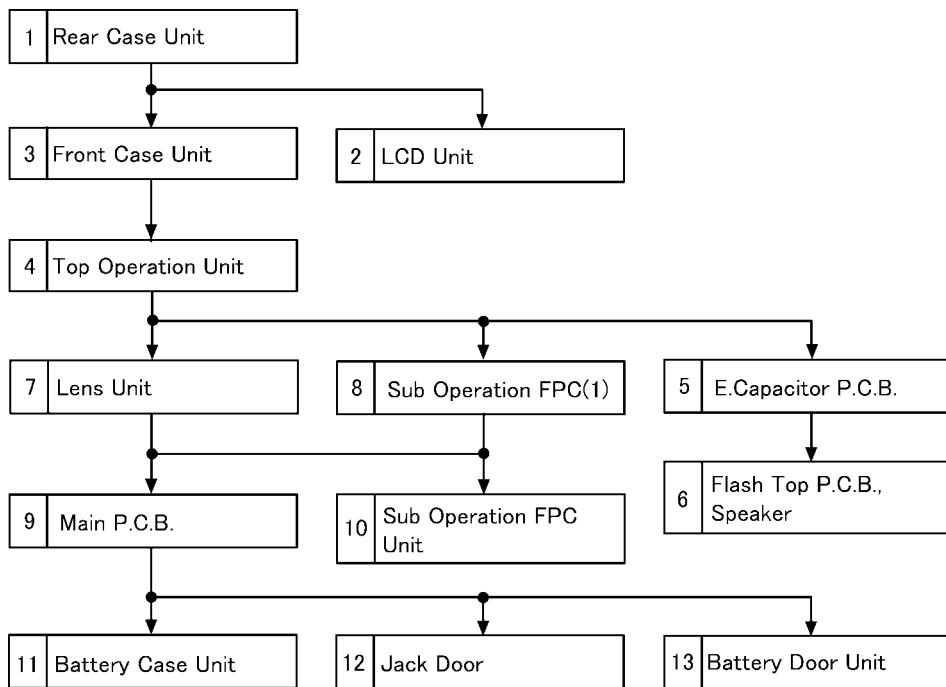 1 Rear Case Unit
3 Front Case Unit
2 LCD Unit
4 Top Operation Unit
7 Lens Unit
8 Sub Operation FPC(1)
5 E.Capacitor P.C.B.
9 Main P.C.B.
10 Sub Operation FPC
Unit
6 Flash Top P.C.B.,
Speaker
11 Battery Case Unit
12 Jack Door
13 Battery Door Unit